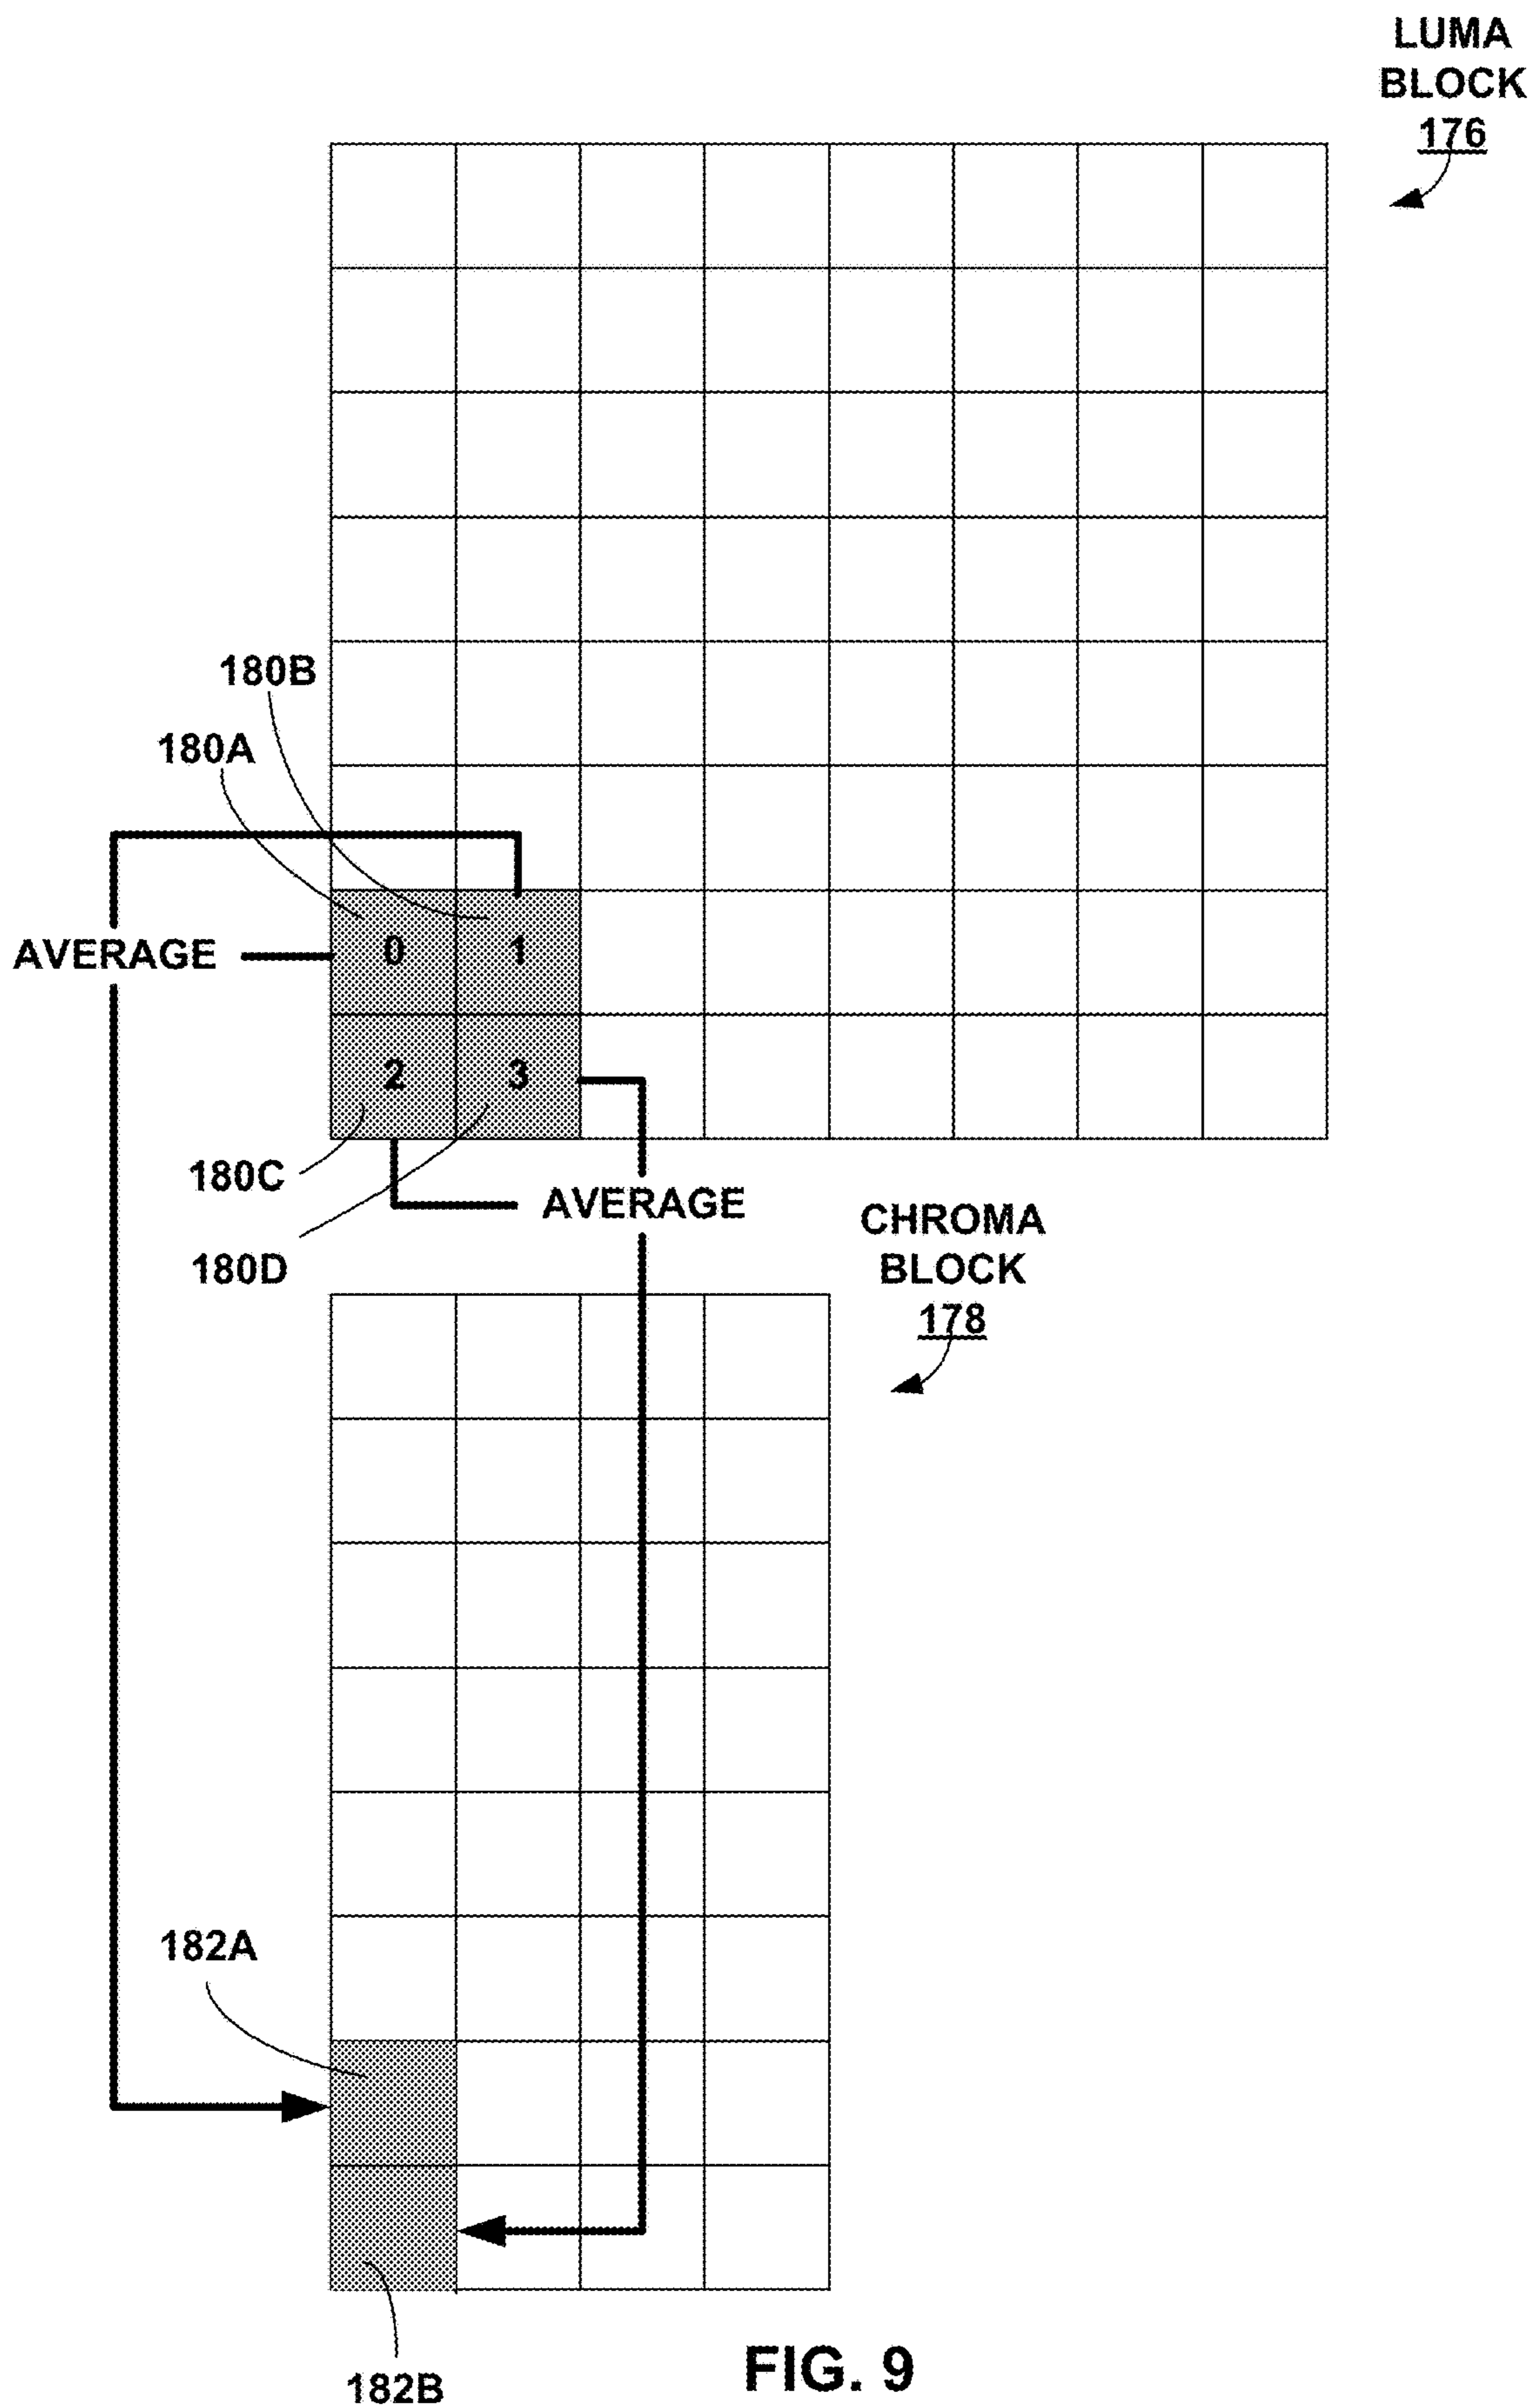 LUMA
BLOCK
176
180B
180A
AVERAGE
0
1
2
3
180C
AVERAGE
180D
CHROMA
BLOCK
178
182A
182B
FIG. 9